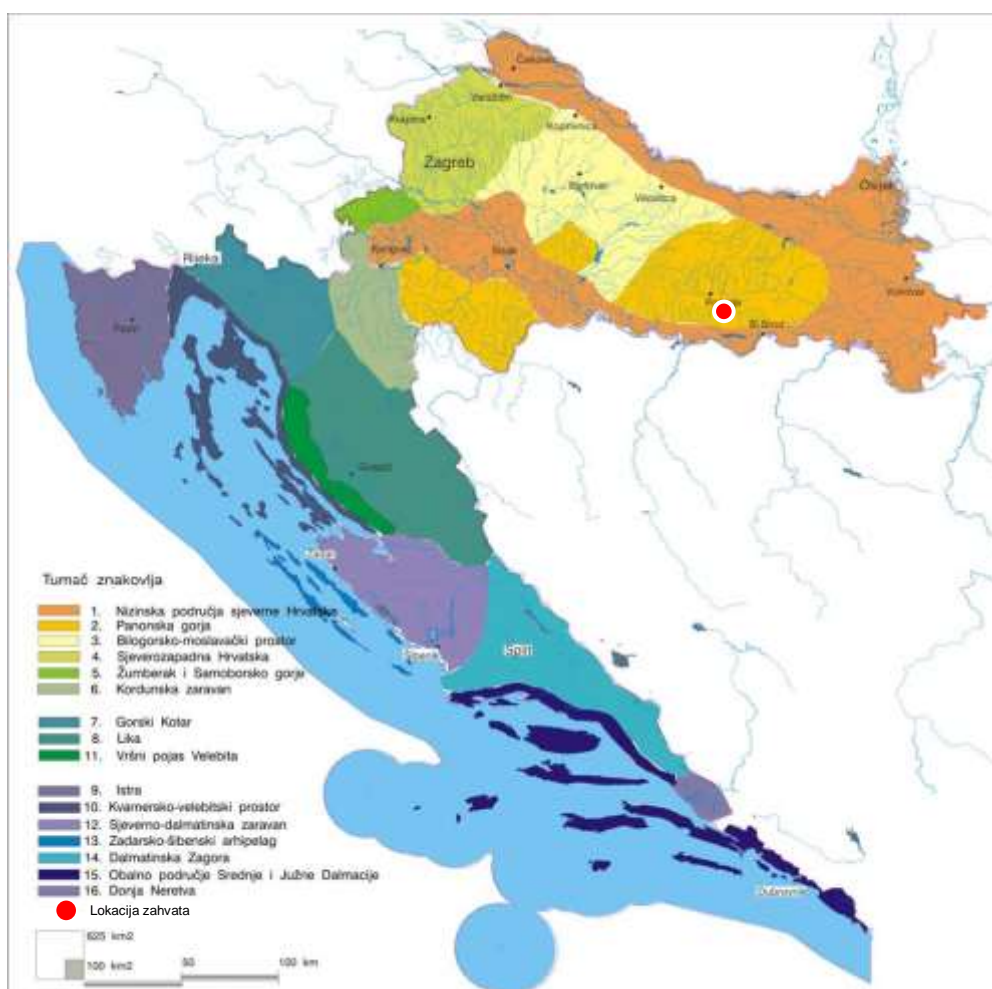 Čakovec
Varaždin
Krapina
Koprivnica
Zagreb
Bjelovar
Virovitica
Osijek
Karlovac
Sisak
Rijeka
Požega
Vukovar
Sl.Brod
Pazin
Gospić
Zadar
Tumač znakovlja
Split
Šibenik
1. Nizinska područja sjeverne Hrvatske
2. Panonska gorja
3. Bilogorsko-moslavački prostor
4. Sjeverozapadna Hrvatska
5. Žumberak i Samoborsko gorje
6. Kordunska zaravan
7. Gorski Kotar
8. Lika
11. Vršni pojas Velebita
9. Istra
10. Kvarnersko-velebitski prostor
12. Sjeverno-dalmatinska zaravan
13. Zadarsko-šibenski arhipelag
14. Dalmatinska Zagora
15. Obalno područje Srednje i Južne Dalmacije
16. Donja Neretva
Dubrovnik
Lokacija zahvata
625 km2
100 km2
50
100 km